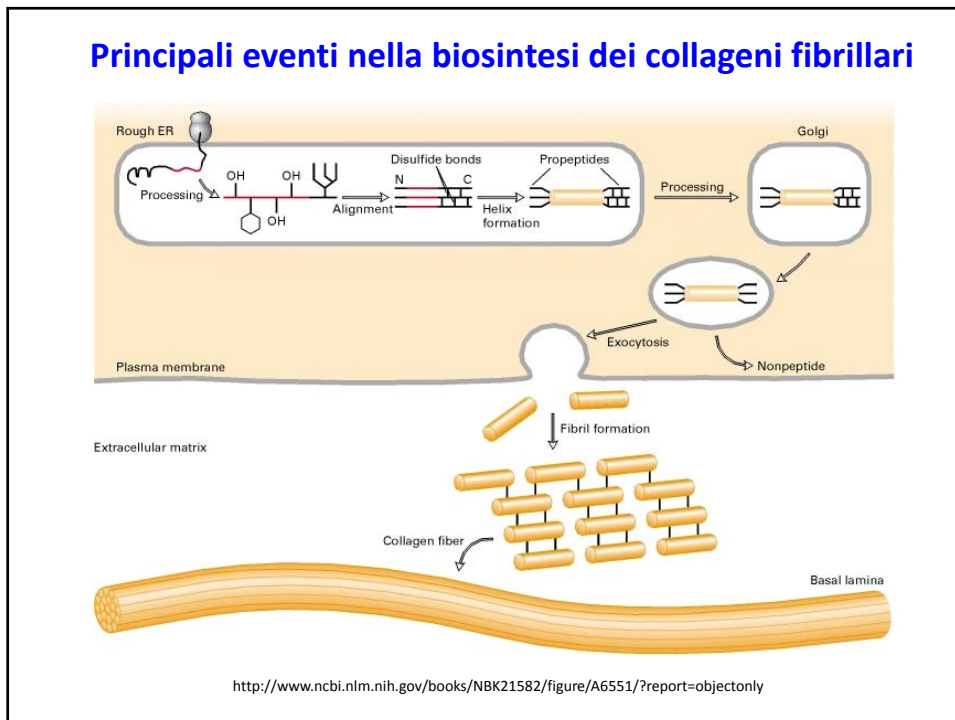 Principali eventi nella biosintesi dei collageni fibrillari
Rough ER
Golgi
Processing
OH
OH
OH
Alignment
Disulfide bonds
N
C
Helix
formation
Propeptides
Processing
Exocytosis
Nonpeptide
Plasma membrane
Fibril formation
Extracellular matrix
Collagen fiber
Basal lamina
http://www.ncbi.nlm.nih.gov/books/NBK21582/figure/A6551/?report=objectonly